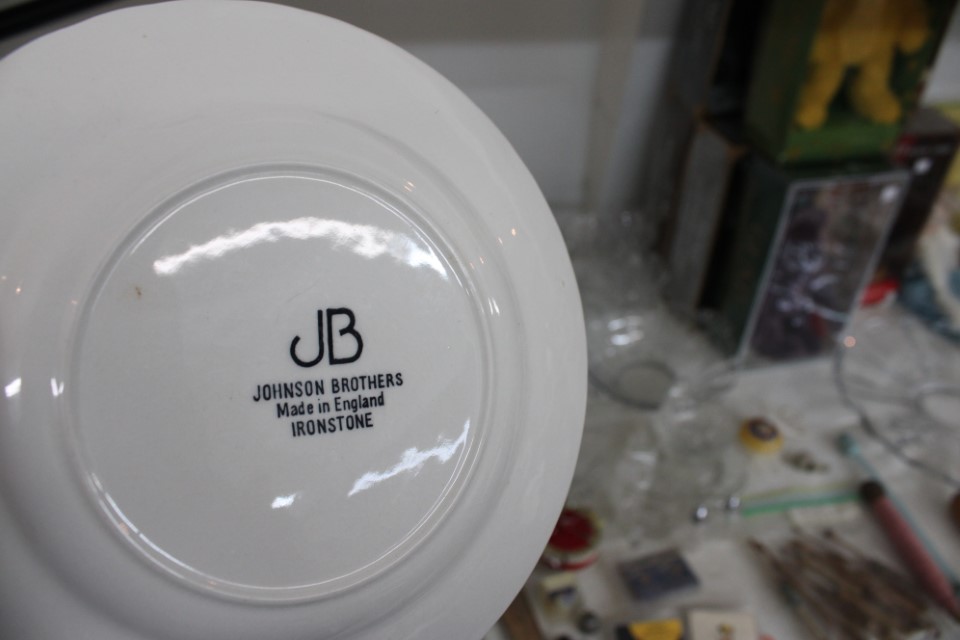 JB
JOHNSON BROTHERS
Made in England
IRONSTONE